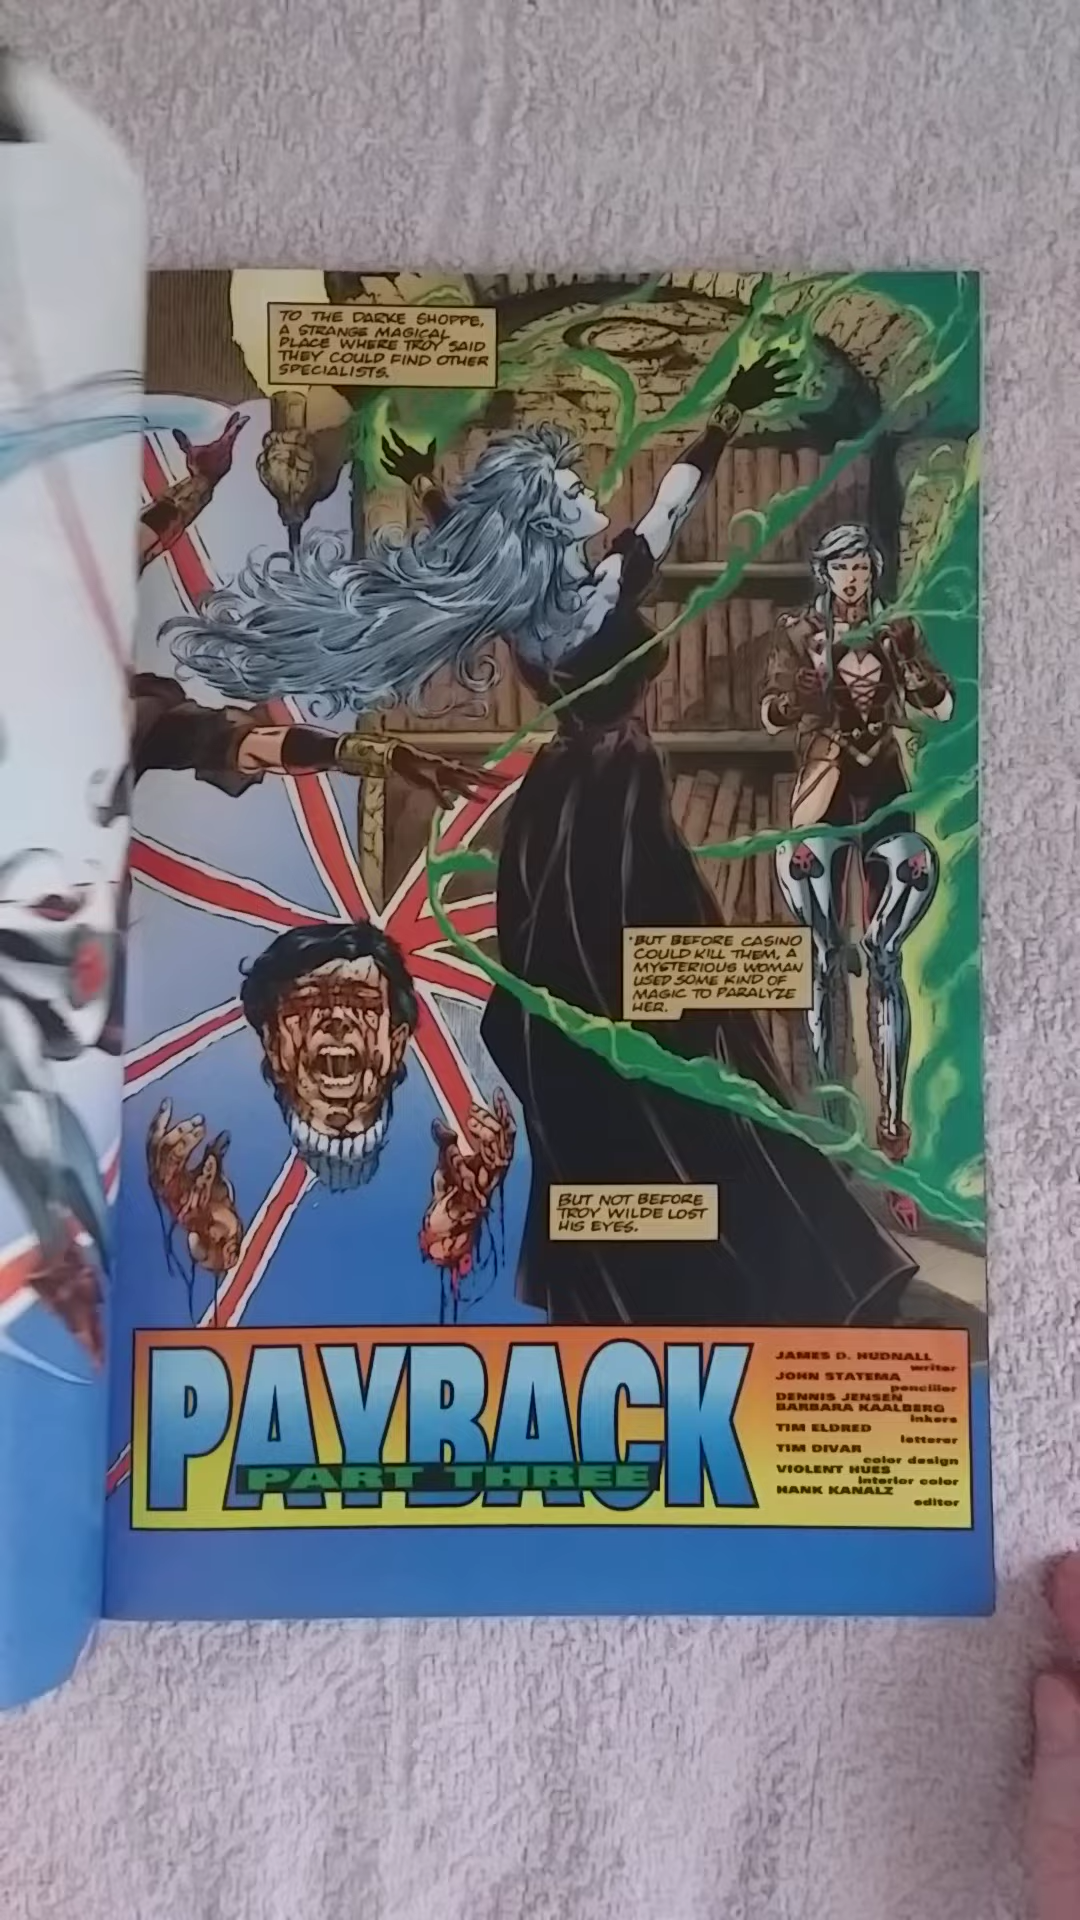 TO THE DARKE SHOPPE,
A STRANGE MAGICAL
PLACE WHERE TROY SAID
THEY COULD FIND OTHER
SPECIALISTS.
"BUT BEFORE CASINO
COULD KILL THEM, A
MYSTERIOUS WOMAN
USED SOME KIND OF
MAGIC TO PARALYZE
HER.
BUT NOT BEFORE
TROY WILDE LOST
HIS EYES.
PAYBACK
PART THREE
JAMES D. HUDNALL
writer
JOHN STATEMA
penciller
DENNIS JENSEN
BARBARA KAALBERG
inkers
TIM ELDRED
letterer
TIM DIVAR
color design
VIOLENT HUES
interior color
HANK KANALZ
editor